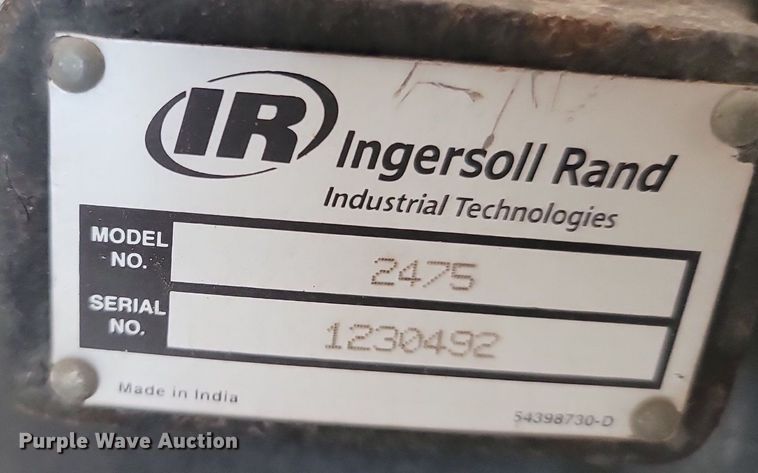 IR
Ingersoll Rand
Industrial Technologies
MODEL NO. 2475
SERIAL NO. 1230492
Made in India
54398730-D
Purple Wave Auction